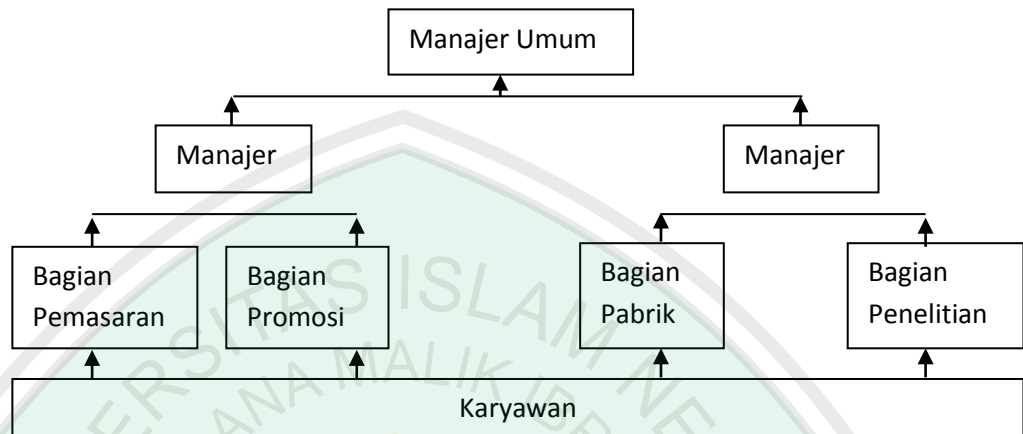 Manajer Umum
Manajer
Manajer
Bagian
Pemasaran
Bagian
Promosi
Bagian
Pabrik
Bagian
Penelitian
Karyawan